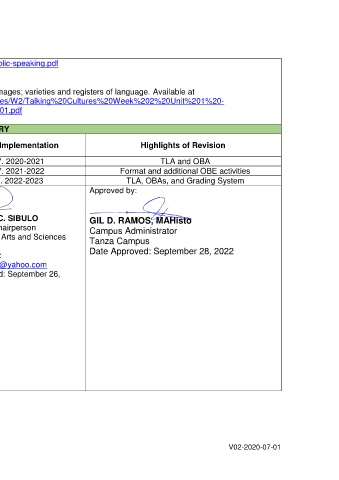 blic-speaking.pdf
mages; varieties and registers of language. Available at
es/W2/Talking%20Cultures%20Week%202%20Unit%201%20-
01.pdf
RY
Implementation
Highlights of Revision
Y. 2020-2021
TLA and OBA
Y. 2021-2022
Format and additional OBE activities
. 2022-2023
TLA, OBAs, and Grading System
Approved by:
C. SIBULO
hairperson
Arts and Sciences
:
@yahoo.com
d: September 26,
GIL D. RAMOS, MAHisto
Campus Administrator
Tanza Campus
Date Approved: September 28, 2022
V02-2020-07-01